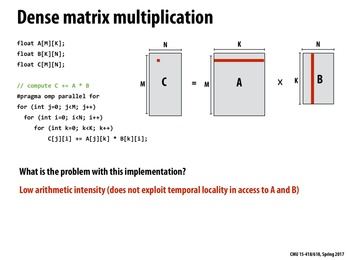 Dense matrix multiplication
float A[M][K];
float B[K][N];
float C[M][N];
// compute C += A * B
#pragma omp parallel for
for (int j=0; j<M; j++)
for (int i=0; i<N; i++)
for (int k=0; k<K; k++)
C[j][i] += A[j][k] * B[k][i];
N
M
C
=
K
M
A
X
N
K
B
What is the problem with this implementation?
Low arithmetic intensity (does not exploit temporal locality in access to A and B)
CMU 15-418/618, Spring 2017